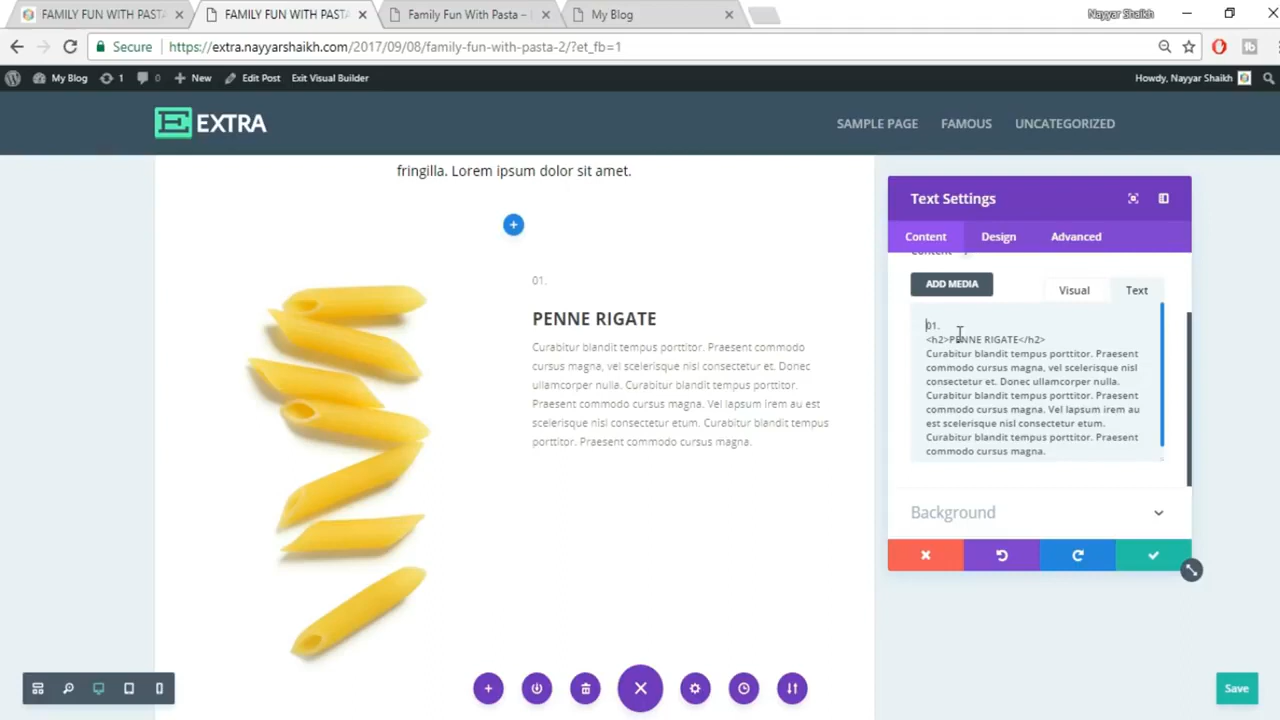 FAMILY FUN WITH PASTA
FAMILY FUN WITH PAST
Family Fun With Pasta –
My Blog
Nayyar Shaikh
Secure
https://extra.nayyarshaikh.com/2017/09/08/family-fun-with-pasta-2/?et_fb=1
My Blog
1
0
New
Edit Post
Exit Visual Builder
Howdy, Nayyar Shaikh
EXTRA
SAMPLE PAGE
FAMOUS
UNCATEGORIZED
fringilla. Lorem ipsum dolor sit amet.
01.
PENNE RIGATE
Curabitur blandit tempus porttitor. Praesent commodo
cursus magna, vel scelerisque nisl consectetur et. Donec
ullamcorper nulla. Curabitur blandit tempus porttitor.
Praesent commodo cursus magna. Vel lapsum irem au est
scelerisque nisl consectetur etum. Curabitur blandit tempus
porttitor. Praesent commodo cursus magna.
Text Settings
Content
Design
Advanced
Content
ADD MEDIA
Visual
Text
01.
<h2>PENNE RIGATE</h2>
Curabitur blandit tempus porttitor. Praesent
commodo cursus magna, vel scelerisque nisl
consectetur et. Donec ullamcorper nulla.
Curabitur blandit tempus porttitor. Praesent
commodo cursus magna. Vel lapsum irem au
est scelerisque nisl consectetur etum.
Curabitur blandit tempus porttitor. Praesent
commodo cursus magna.
Background
Save